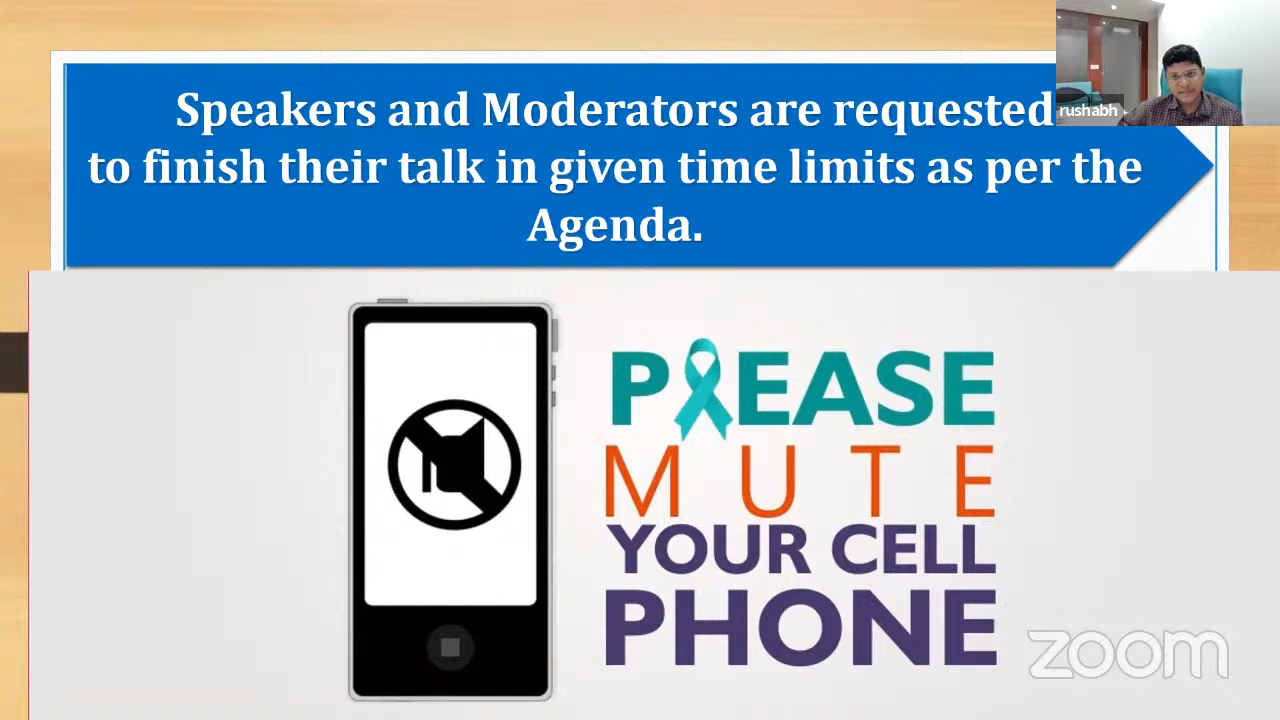 Speakers and Moderators are requested
to finish their talk in given time limits as per the
Agenda.
rushabh
PLEASE
MUTE
YOUR CELL
PHONE
zoom